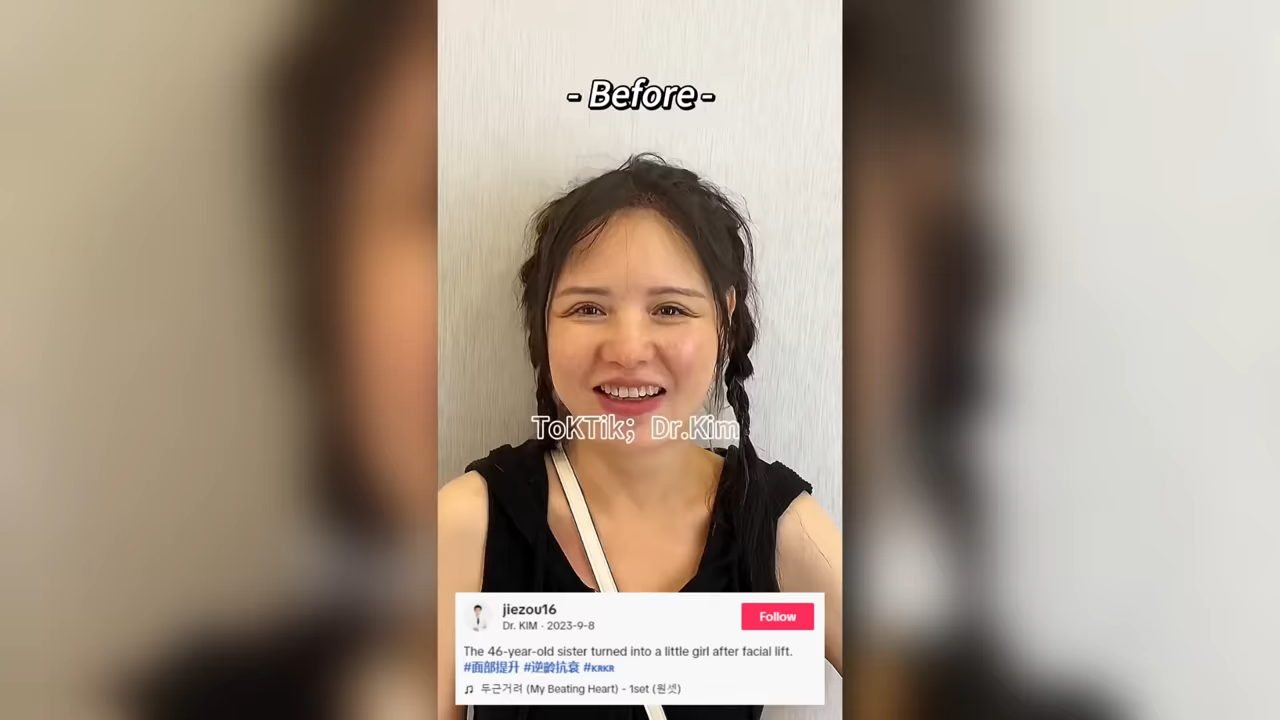 - Before -
ToKTik; Dr.Kim
jiezou16
Dr. KIM · 2023-9-8
Follow
The 46-year-old sister turned into a little girl after facial lift.
#面部提升 #逆龄抗衰 #KRKR
두근거려 (My Beating Heart) - 1set (원셋)